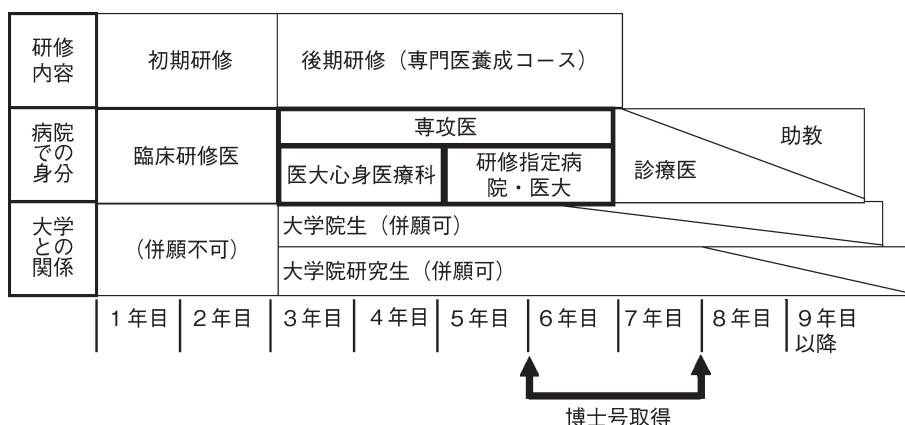 研修
内容
初期研修
後期研修（専門医養成コース）
病院
での
身分
臨床研修医
専攻医
医大心身医療科
研修指定病
院・医大
診療医
助教
大学
との
関係
（併願不可）
大学院生（併願可）
大学院研究生（併願可）
1年目
2年目
3年目
4年目
5年目
6年目
7年目
8年目
9年目
以降
博士号取得